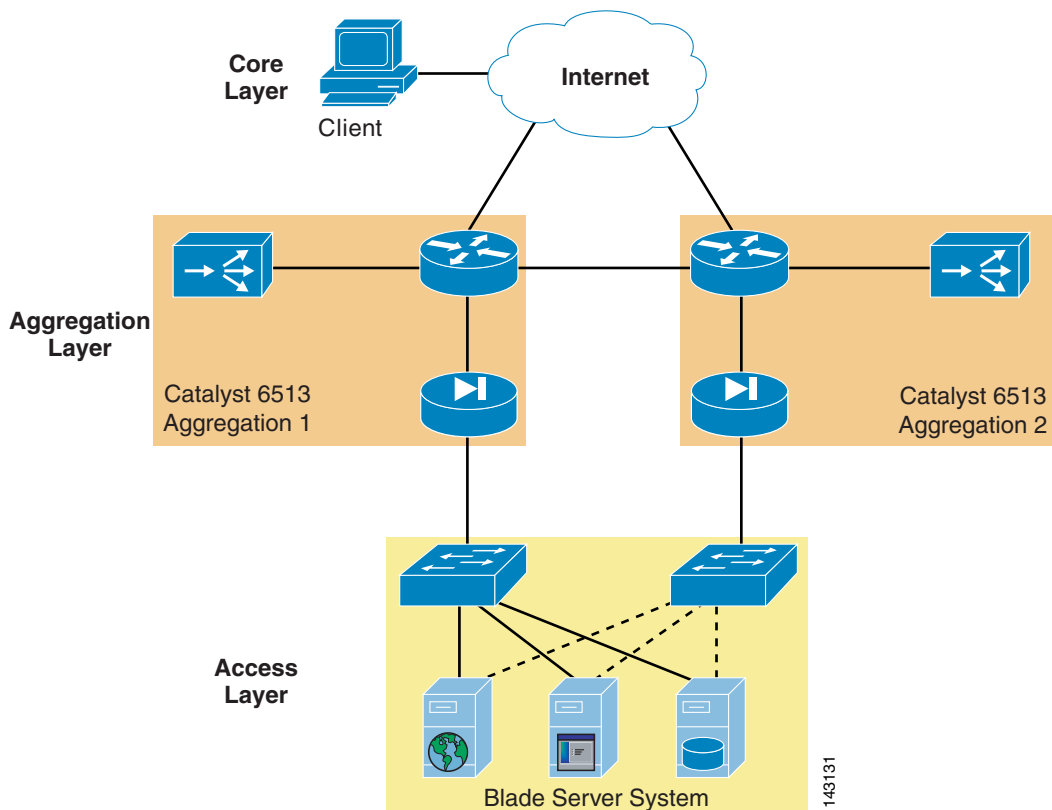 Core
Layer
Client
Internet
Aggregation
Layer
Catalyst 6513
Aggregation 1
Catalyst 6513
Aggregation 2
Access
Layer
Blade Server System
143131